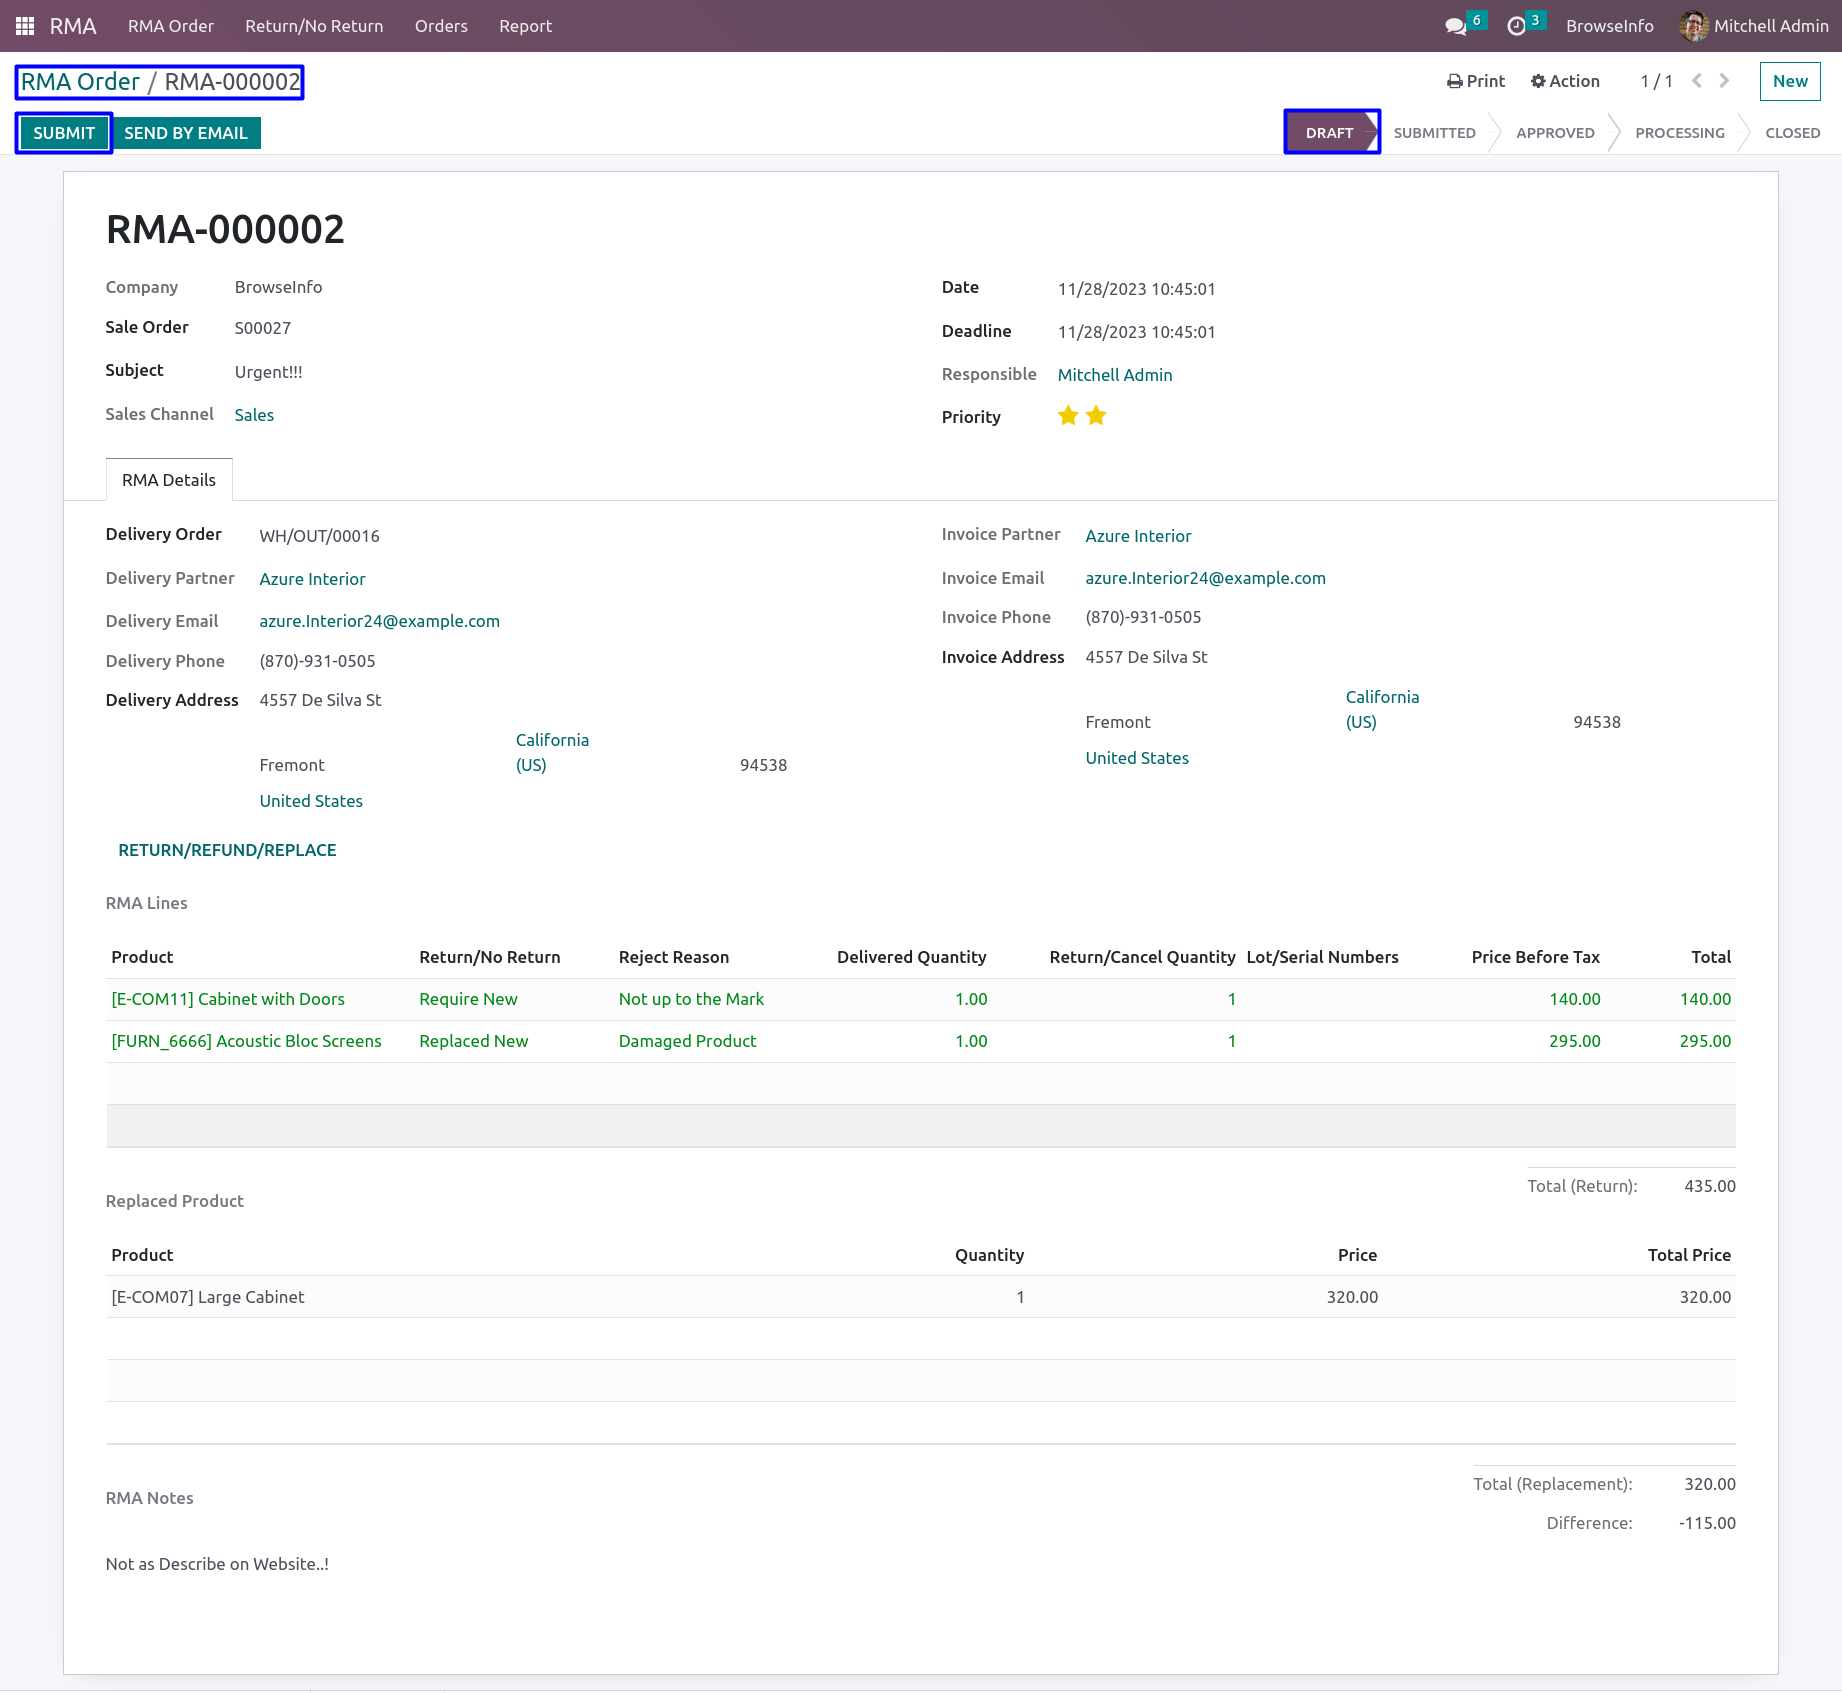 RMA RMA Order Return/No Return Orders Report 6 3 BrowseInfo Mitchell Admin
RMA Order / RMA-000002 Print Action 1 / 1 New
SUBMIT SEND BY EMAIL DRAFT SUBMITTED APPROVED PROCESSING CLOSED
RMA-000002
Company BrowseInfo Date 11/28/2023 10:45:01
Sale Order S00027 Deadline 11/28/2023 10:45:01
Subject Urgent!!! Responsible Mitchell Admin
Sales Channel Sales Priority
RMA Details
Delivery Order WH/OUT/00016 Invoice Partner Azure Interior
Delivery Partner Azure Interior Invoice Email azure.Interior24@example.com
Delivery Email azure.Interior24@example.com Invoice Phone (870)-931-0505
Delivery Phone (870)-931-0505 Invoice Address 4557 De Silva St
Delivery Address 4557 De Silva St California
Fremont (US) 94538
California
United States
Fremont (US) 94538
United States
RETURN/REFUND/REPLACE
RMA Lines
Product Return/No Return Reject Reason Delivered Quantity Return/Cancel Quantity Lot/Serial Numbers Price Before Tax Total
[E-COM11] Cabinet with Doors Require New Not up to the Mark 1.00 1 140.00 140.00
[FURN_6666] Acoustic Bloc Screens Replaced New Damaged Product 1.00 1 295.00 295.00
Total (Return): 435.00
Replaced Product
Product Quantity Price Total Price
[E-COM07] Large Cabinet 1 320.00 320.00
Total (Replacement): 320.00
RMA Notes
Difference: -115.00
Not as Describe on Website..!